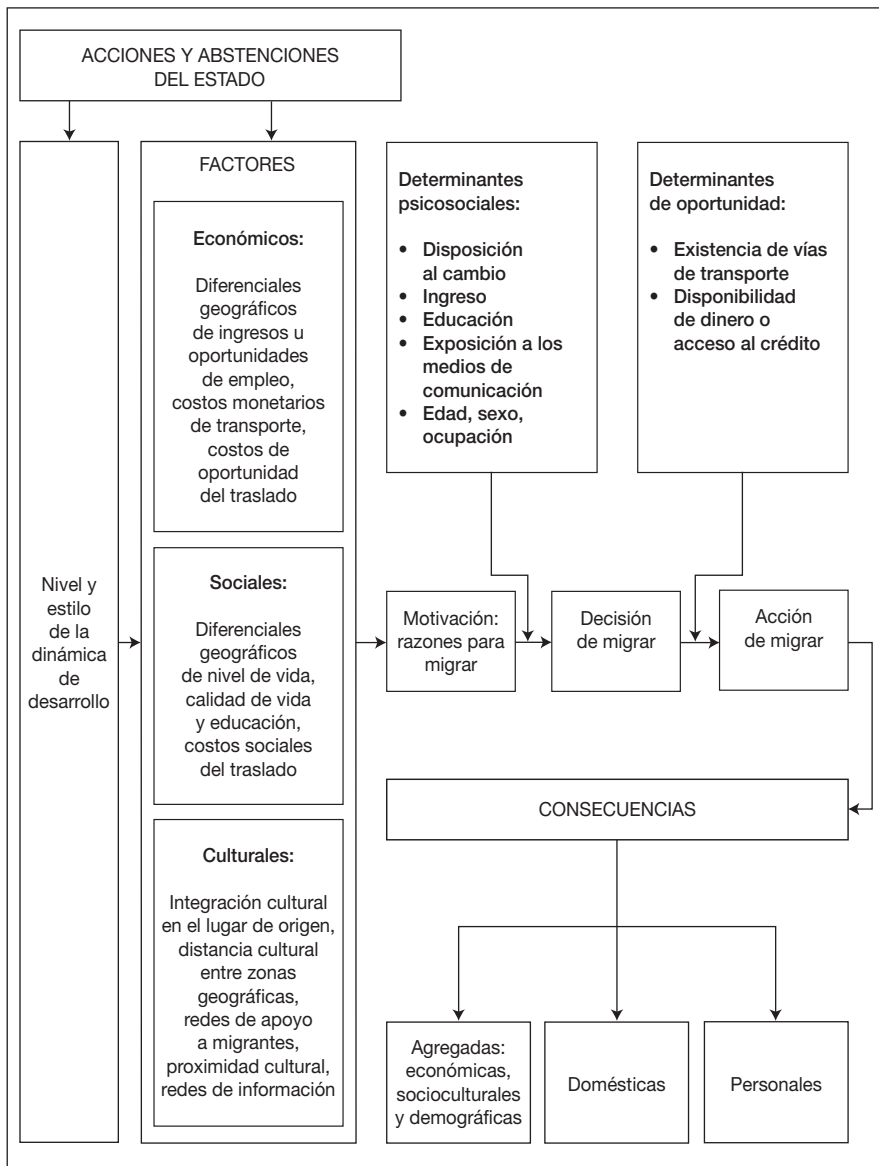 ACCIONES Y ABSTENCIONES
DEL ESTADO
Nivel y
estilo
de la
dinámica
de
desarrollo
FACTORES
Económicos:
Diferenciales
geográficos
de ingresos u
oportunidades
de empleo,
costos monetarios
de transporte,
costos de
oportunidad
del traslado
Sociales:
Diferenciales
geográficos
de nivel de vida,
calidad de vida
y educación,
costos sociales
del traslado
Culturales:
Integración cultural
en el lugar de origen,
distancia cultural
entre zonas
geográficas,
redes de apoyo
a migrantes,
proximidad cultural,
redes de información
Determinantes
psicosociales:
• Disposición
al cambio
• Ingreso
• Educación
• Exposición a los
medios de
comunicación
• Edad, sexo,
ocupación
Determinantes
de oportunidad:
• Existencia de vías
de transporte
• Disponibilidad
de dinero o
acceso al crédito
Motivación:
razones para
migrar
Decisión
de migrar
Acción
de migrar
CONSECUENCIAS
Agregadas:
económicas,
socioculturales
y demográficas
Domésticas
Personales